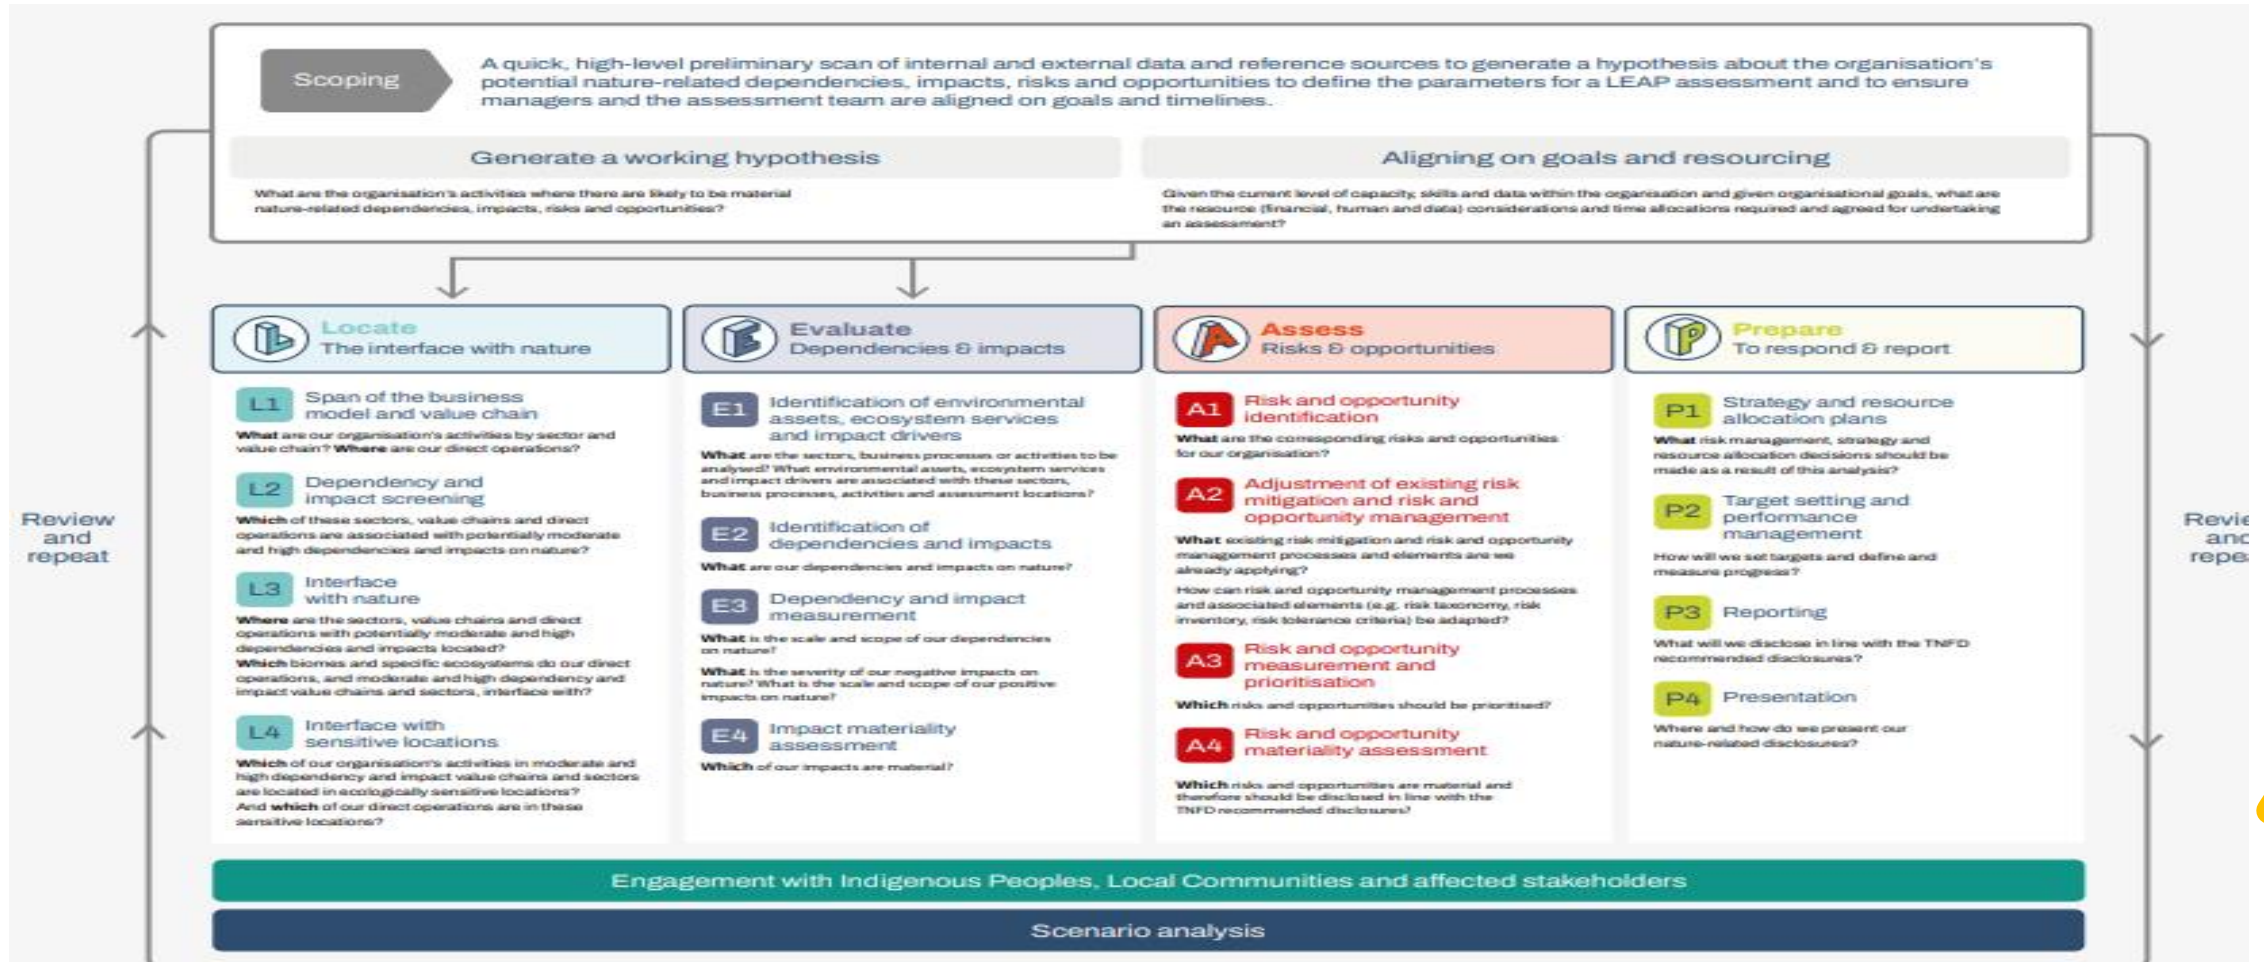 Scoping
A quick, high-level preliminary scan of internal and external data and reference sources to generate a hypothesis about the organisation's
potential nature-related dependencies, impacts, risks and opportunities to define the parameters for a LEAP assessment and to ensure
managers and the assessment team are aligned on goals and timelines.
Generate a working hypothesis
What are the organisation's activities where there are likely to be material
nature-related dependencies, impacts, risks and opportunities?
Aligning on goals and resourcing
Given the current level of capacity, skills and data within the organisation and given organisational goals, what are
the resource (financial, human and data) considerations and time allocations required and agreed for undertaking
an assessment?
Review
and
repeat
L
Locate
The interface with nature
L1
Span of the business
model and value chain
What are our organisation's activities by sector and
value chain? Where are our direct operations?
L2
Dependency and
impact screening
Which of these sectors, value chains and direct
operations are associated with potentially moderate
and high dependencies and impacts on nature?
L3
Interface
with nature
Where are the sectors, value chains and direct
operations with potentially moderate and high
dependencies and impacts located?
Which biomes and specific ecosystems do our direct
operations, and moderate and high dependency and
impact value chains and sectors, interface with?
L4
Interface with
sensitive locations
Which of our organisation's activities in moderate and
high dependency and impact value chains and sectors
are located in ecologically sensitive locations?
And which of our direct operations are in these
sensitive locations?
E
Evaluate
Dependencies & impacts
E1
Identification of environmental
assets, ecosystem services
and impact drivers
What are the sectors, business processes or activities to be
analysed? What environmental assets, ecosystem services
and impact drivers are associated with these sectors,
business processes, activities and assessment locations?
E2
Identification of
dependencies and impacts
What are our dependencies and impacts on nature?
E3
Dependency and impact
measurement
What is the scale and scope of our dependencies
on nature?
What is the severity of our negative impacts on
nature? What is the scale and scope of our positive
impacts on nature?
E4
Impact materiality
assessment
Which of our impacts are material?
A
Assess
Risks & opportunities
A1
Risk and opportunity
identification
What are the corresponding risks and opportunities
for our organisation?
A2
Adjustment of existing risk
mitigation and risk and
opportunity management
What existing risk mitigation and risk and opportunity
management processes and elements are we
already applying?
How can risk and opportunity management processes
and associated elements (e.g. risk taxonomy, risk
inventory, risk tolerance criteria) be adapted?
A3
Risk and opportunity
measurement and
prioritisation
Which risks and opportunities should be prioritised?
A4
Risk and opportunity
materiality assessment
Which risks and opportunities are material and
therefore should be disclosed in line with the
TNFD recommended disclosures?
P
Prepare
To respond & report
P1
Strategy and resource
allocation plans
What risk management, strategy and
resource allocation decisions should be
made as a result of this analysis?
P2
Target setting and
performance
management
How will we set targets and define and
measure progress?
P3
Reporting
What will we disclose in line with the TNFD
recommended disclosures?
P4
Presentation
Where and how do we present our
nature-related disclosures?
Revie
and
repe
Engagement with Indigenous Peoples, Local Communities and affected stakeholders
Scenario analysis